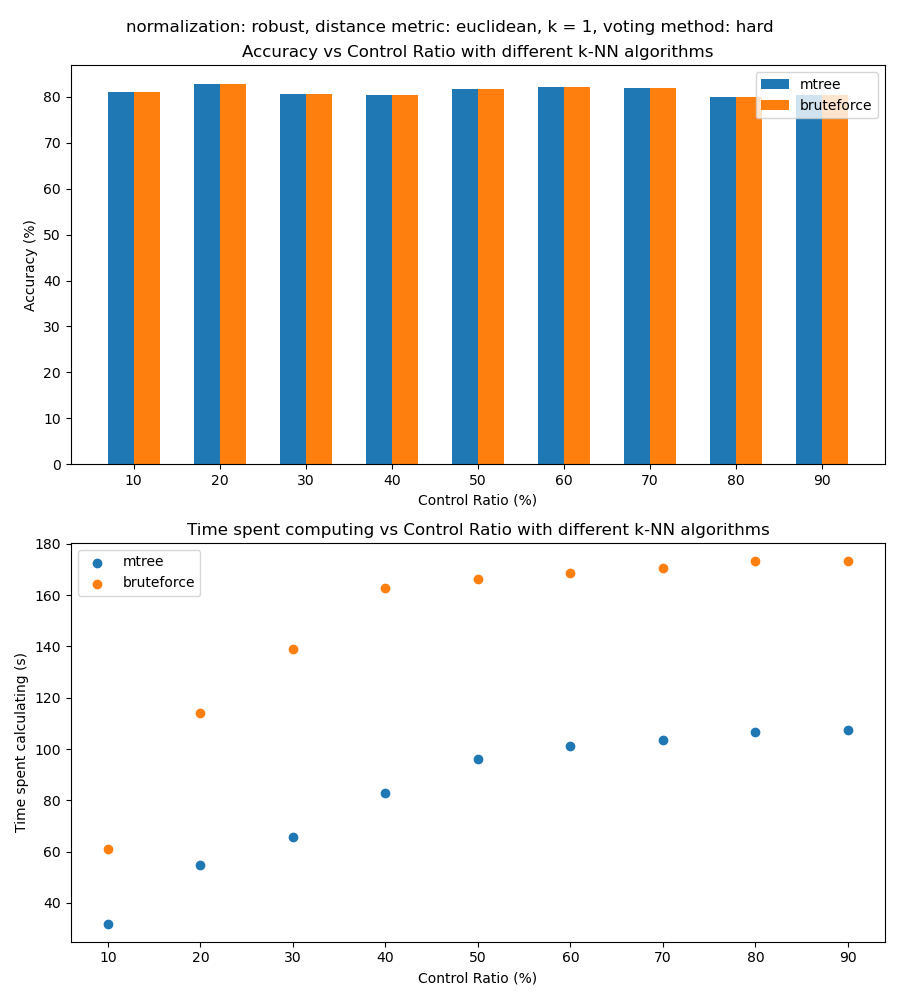 normalization: robust, distance metric: euclidean, k = 1, voting method: hard
Accuracy vs Control Ratio with different k-NN algorithms
mtree
bruteforce
80
70
60
50
40
30
20
10
0
Accuracy (%)
10 20 30 40 50 60 70 80 90
Control Ratio (%)
Time spent computing vs Control Ratio with different k-NN algorithms
mtree
bruteforce
180
160
140
120
100
80
60
40
Time spent calculating (s)
10 20 30 40 50 60 70 80 90
Control Ratio (%)